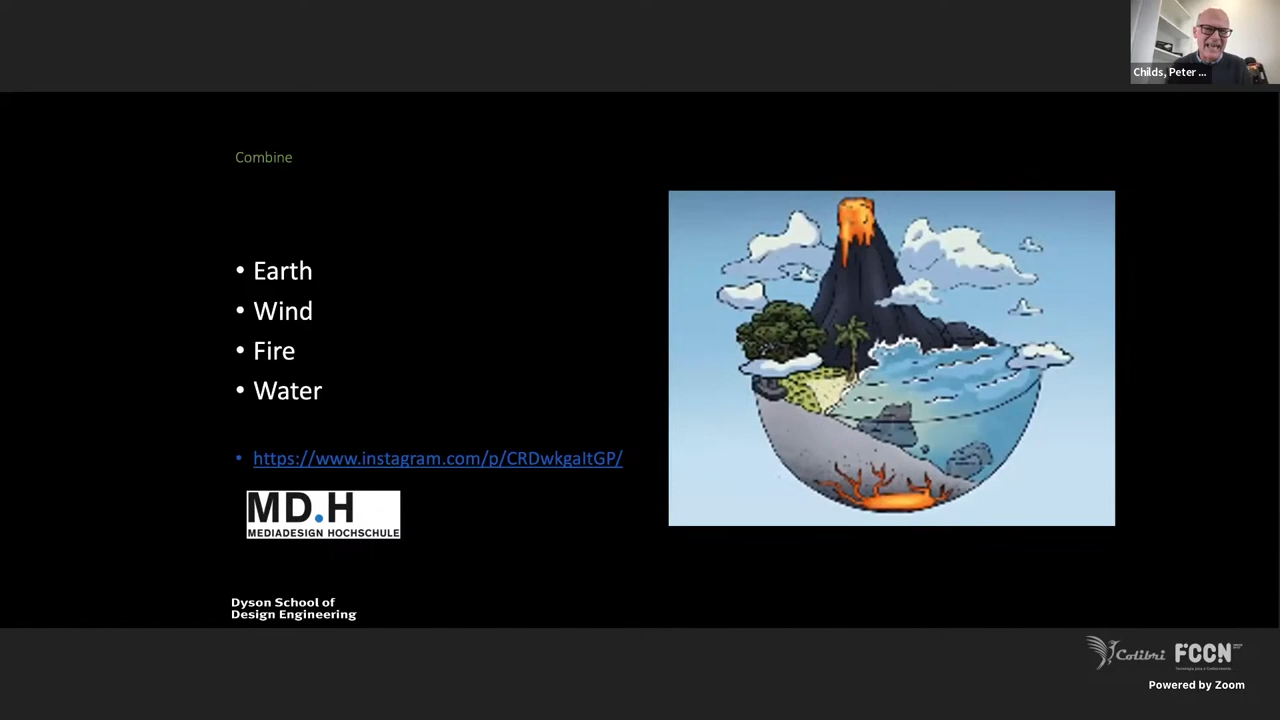 Childs, Peter ...
Combine
• Earth
• Wind
• Fire
• Water
• https://www.instagram.com/p/CRDwkgaItGP/
MD.H
MEDIADESIGN HOCHSCHULE
Dyson School of
Design Engineering
Colibri FCCN
Powered by Zoom